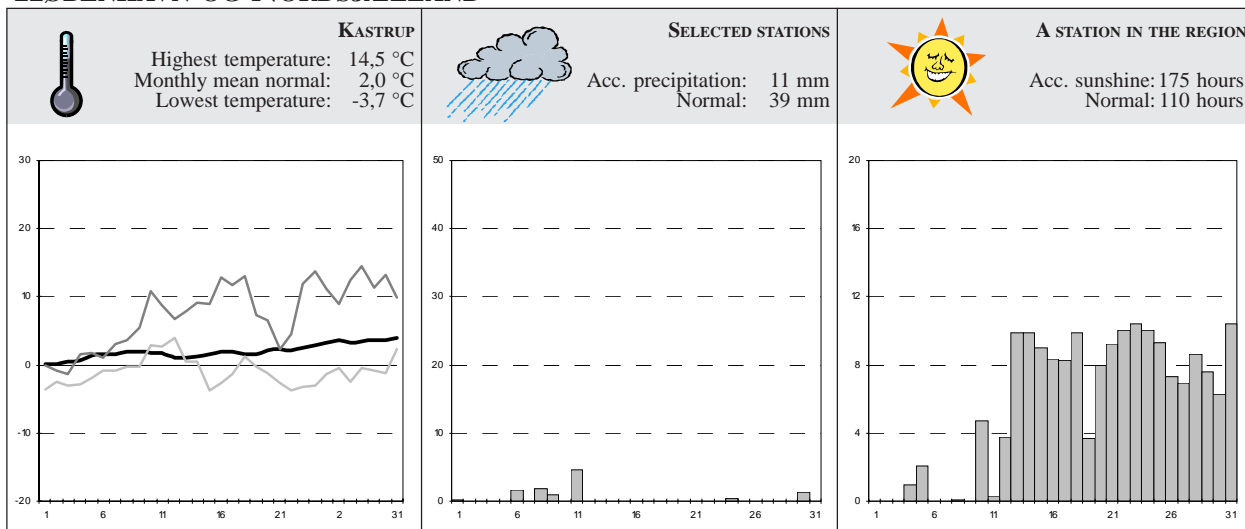 KASTRUP
Highest temperature: 14,5 °C
Monthly mean normal: 2,0 °C
Lowest temperature: -3,7 °C
30
20
10
0
-10
-20
1 6 11 16 21 2 31
SELECTED STATIONS
Acc. precipitation: 11 mm
Normal: 39 mm
50
40
30
20
10
0
1 6 11 16 21 26 31
A STATION IN THE REGION
Acc. sunshine: 175 hours
Normal: 110 hours
20
16
12
8
4
0
1 6 11 16 21 26 31